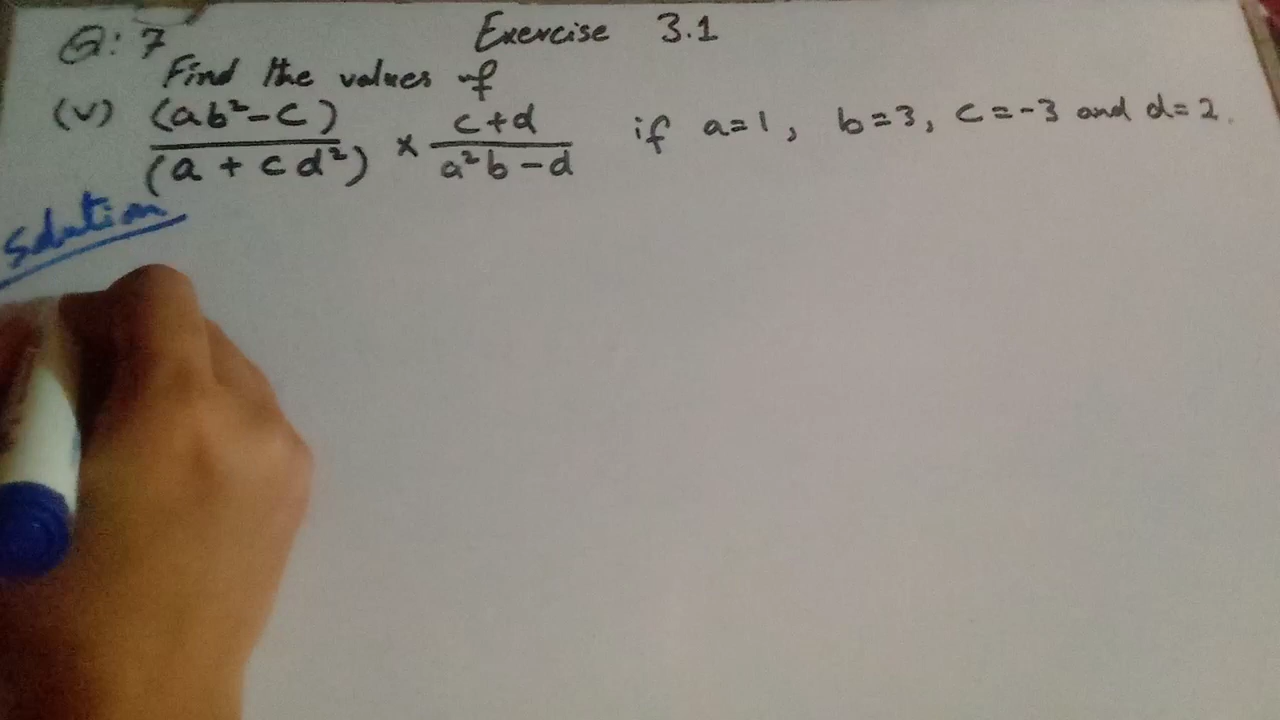 Exercise 3.1
Q: 7
Find the values of
(v) (ab²-c) / (a + cd²) × c+d / a²b-d if a=1, b=3, c=-3 and d=2.
Solution